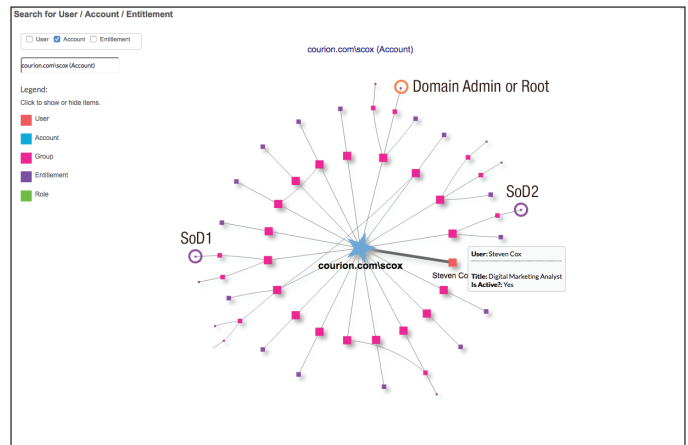 Search for User / Account / Entitlement
User Account Entitlement
courion.com\scox (Account)
courion.com\scox (Account)
Legend:
Click to show or hide items.
User
Account
Group
Entitlement
Role
Domain Admin or Root
SoD2
SoD1
courion.com\scox
Steven Co
User: Steven Cox
Title: Digital Marketing Analyst
Is Active?: Yes